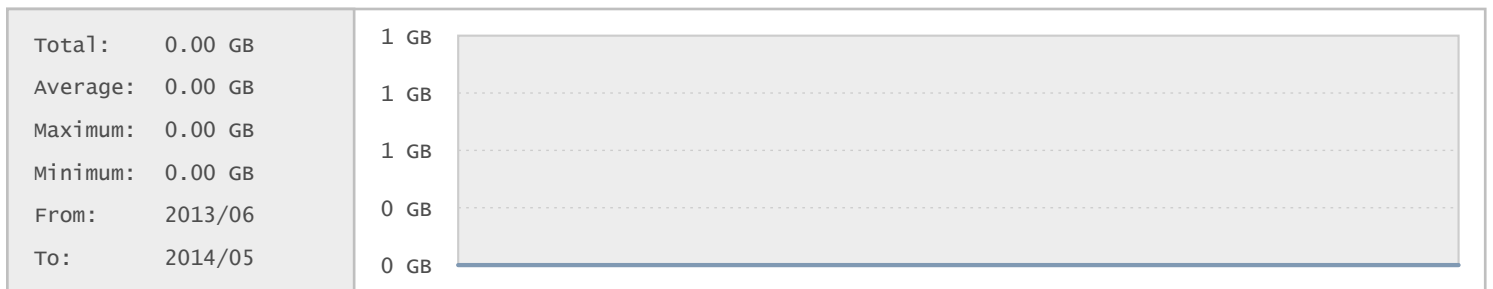 Total: 0.00 GB
Average: 0.00 GB
Maximum: 0.00 GB
Minimum: 0.00 GB
From: 2013/06
To: 2014/05
1 GB
1 GB
1 GB
0 GB
0 GB